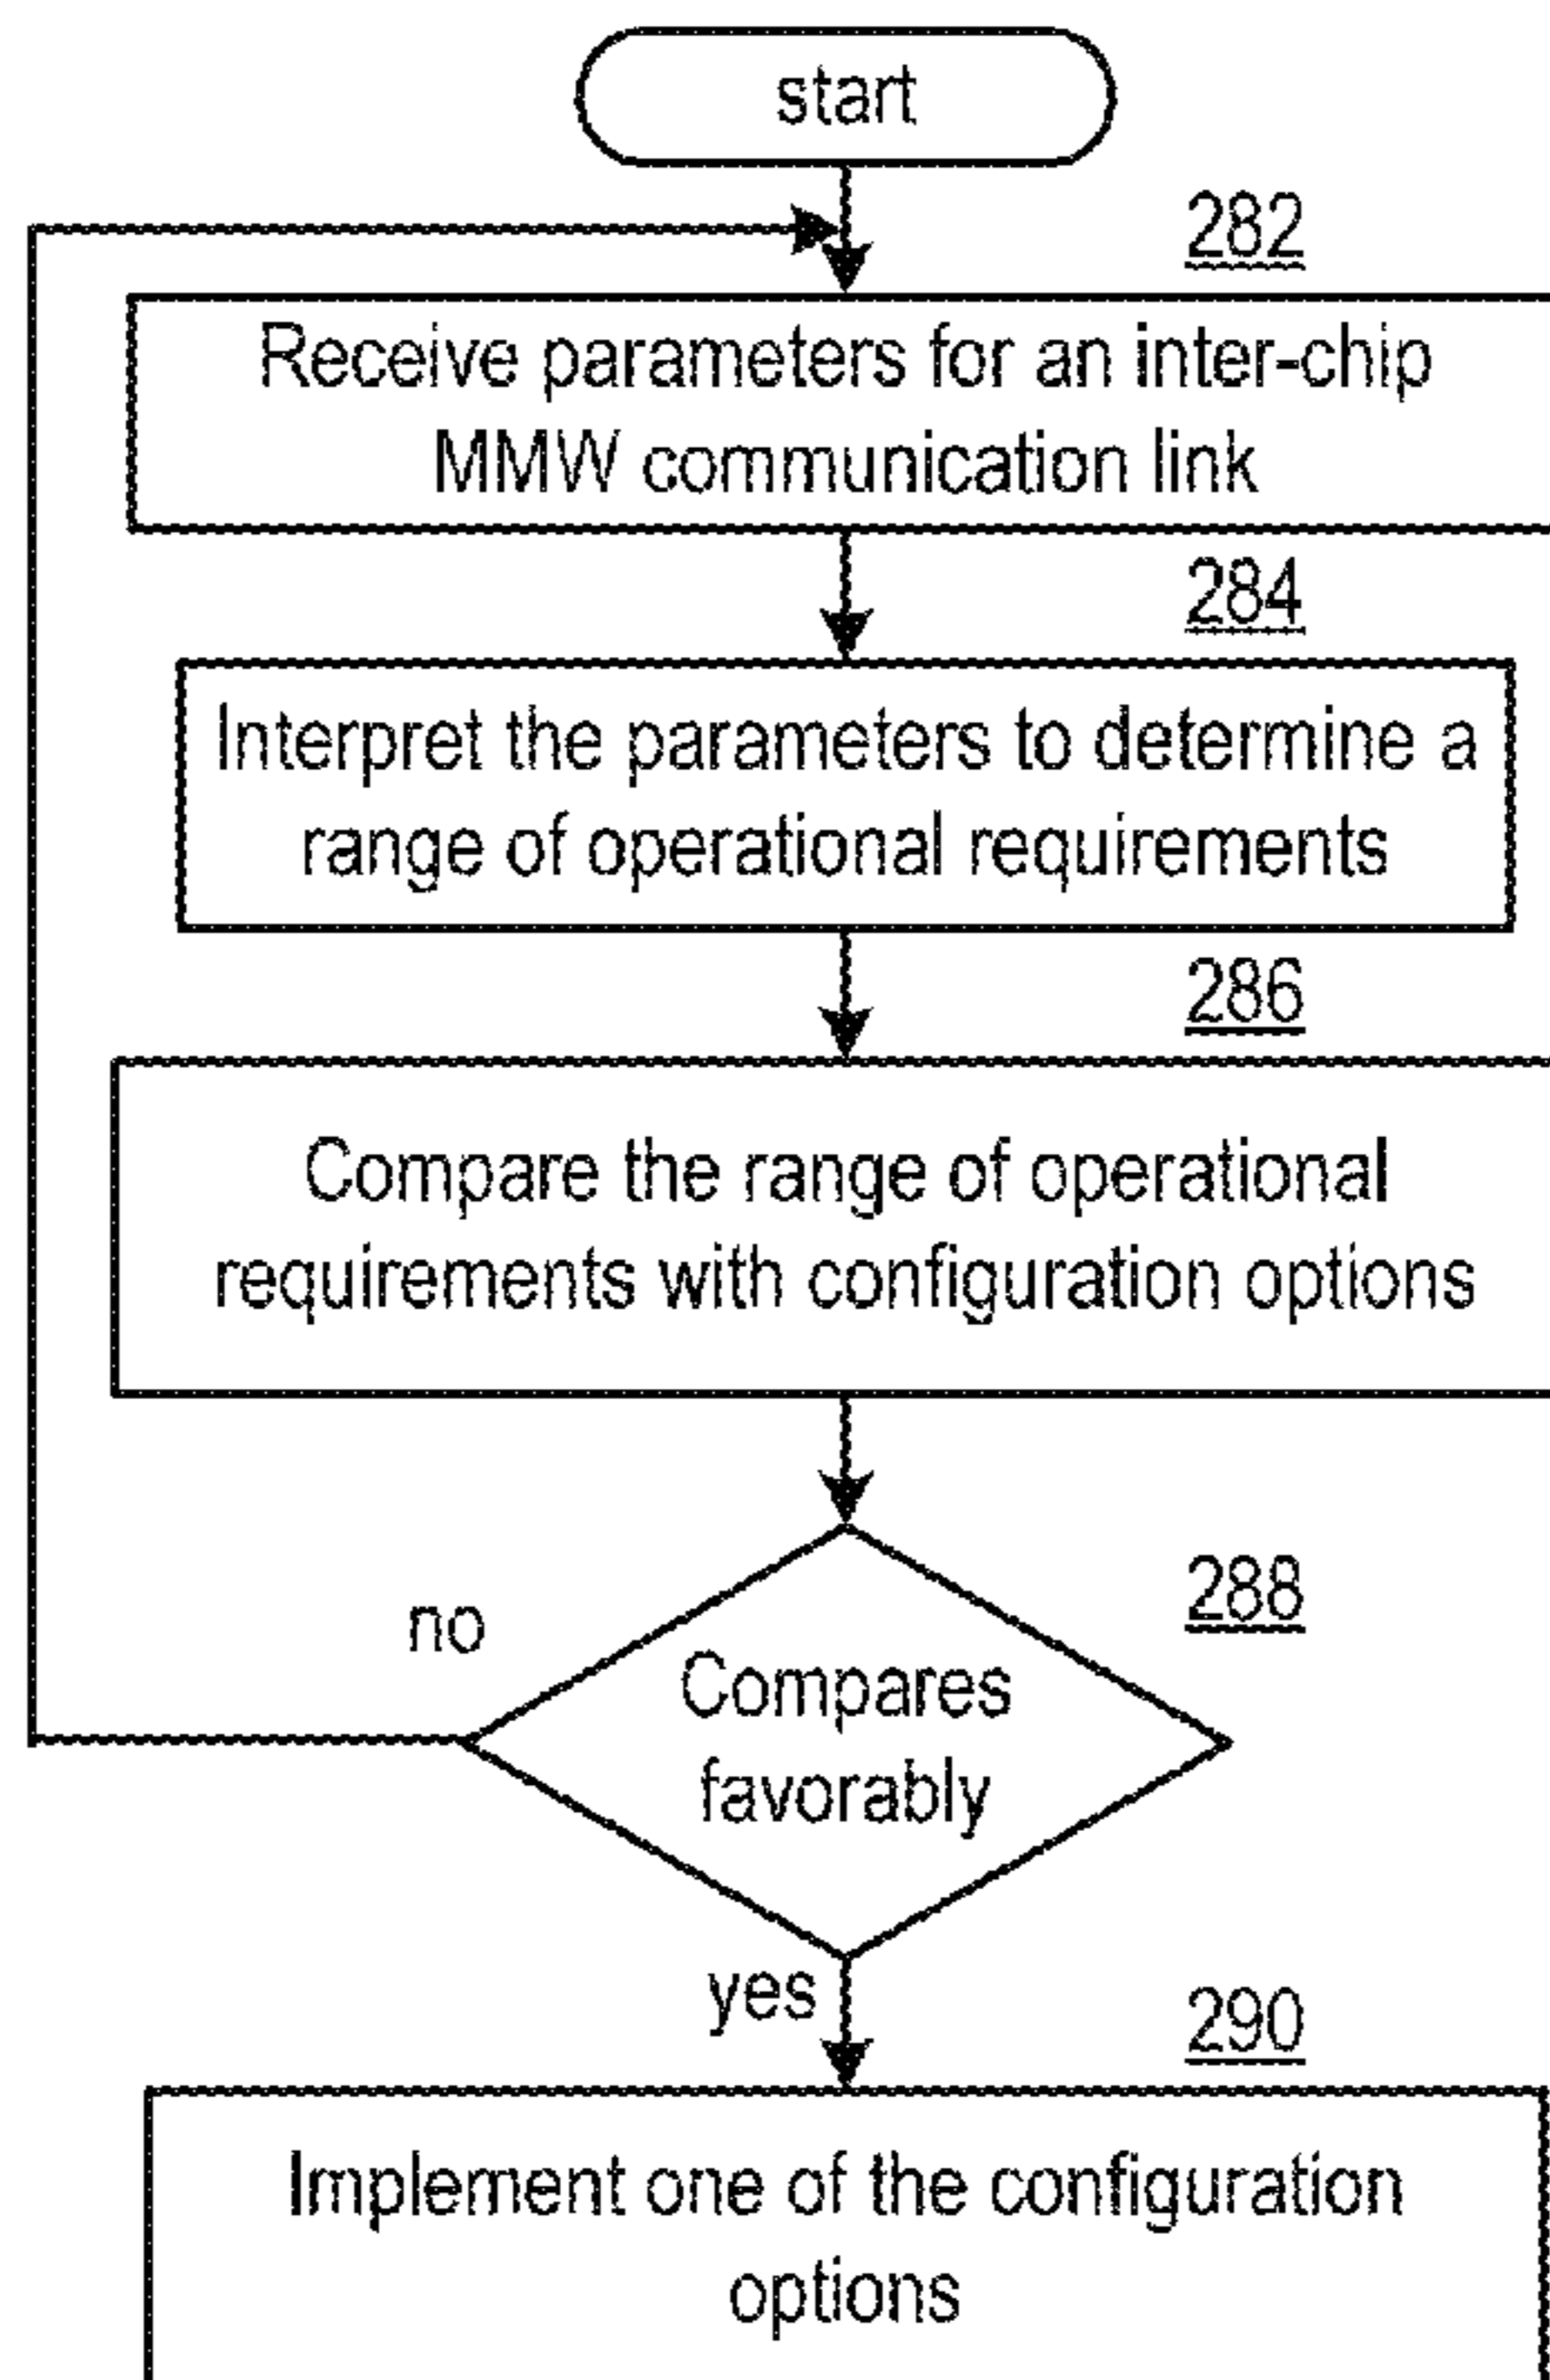 start
282
Receive parameters for an inter-chip
MMW communication link
284
Interpret the parameters to determine a
range of operational requirements
286
Compare the range of operational
requirements with configuration options
288
no
Compares
favorably
yes
290
Implement one of the configuration
options